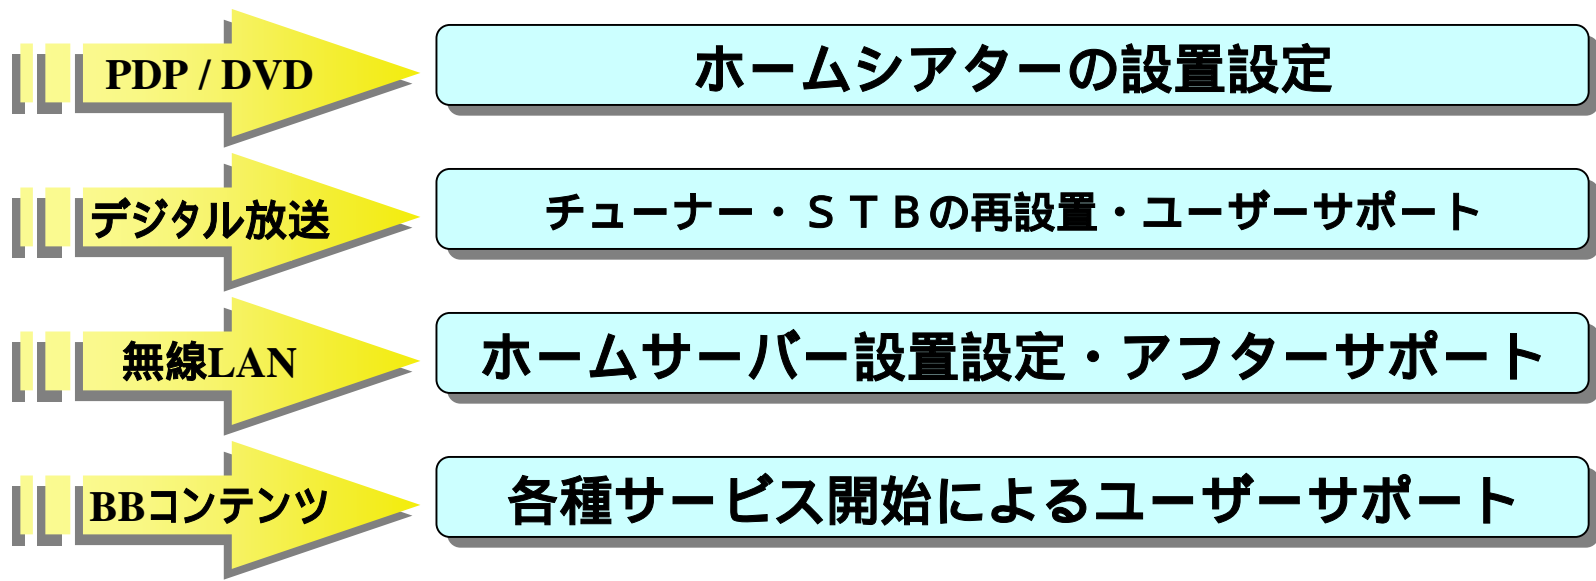 PDP / DVD
ホームシアターの設置設定
デジタル放送
チューナー・ＳＴＢの再設置・ユーザーサポート
無線LAN
ホームサーバー設置設定・アフターサポート
BBコンテンツ
各種サービス開始によるユーザーサポート